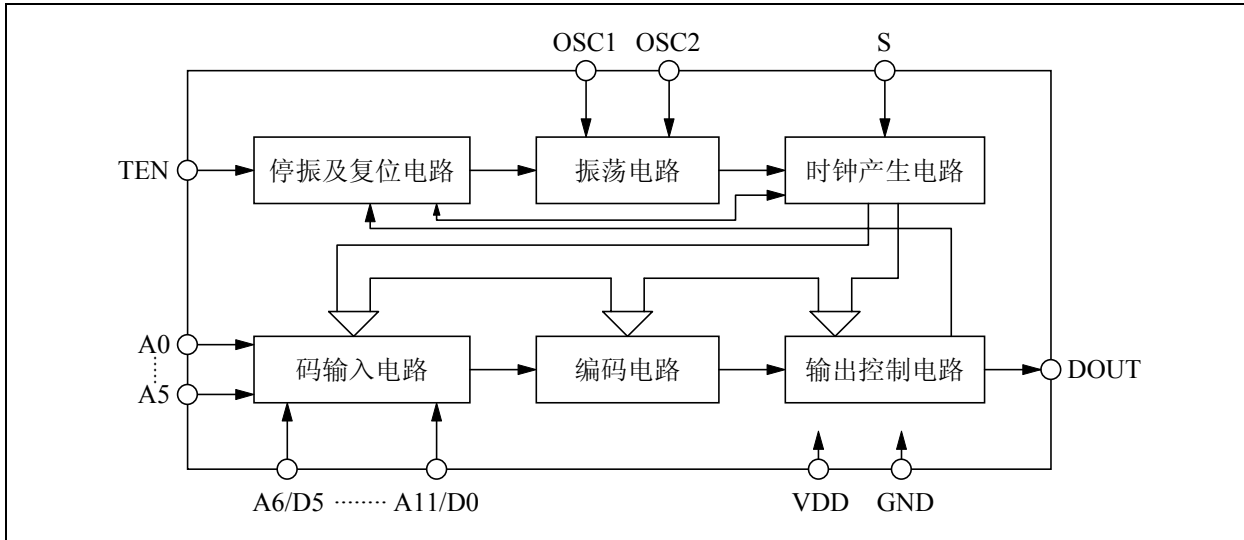 OSC1 OSC2 S
TEN
停振及复位电路 振荡电路 时钟产生电路
A0
A5
码输入电路 编码电路 输出控制电路
DOUT
A6/D5 ········ A11/D0 VDD GND